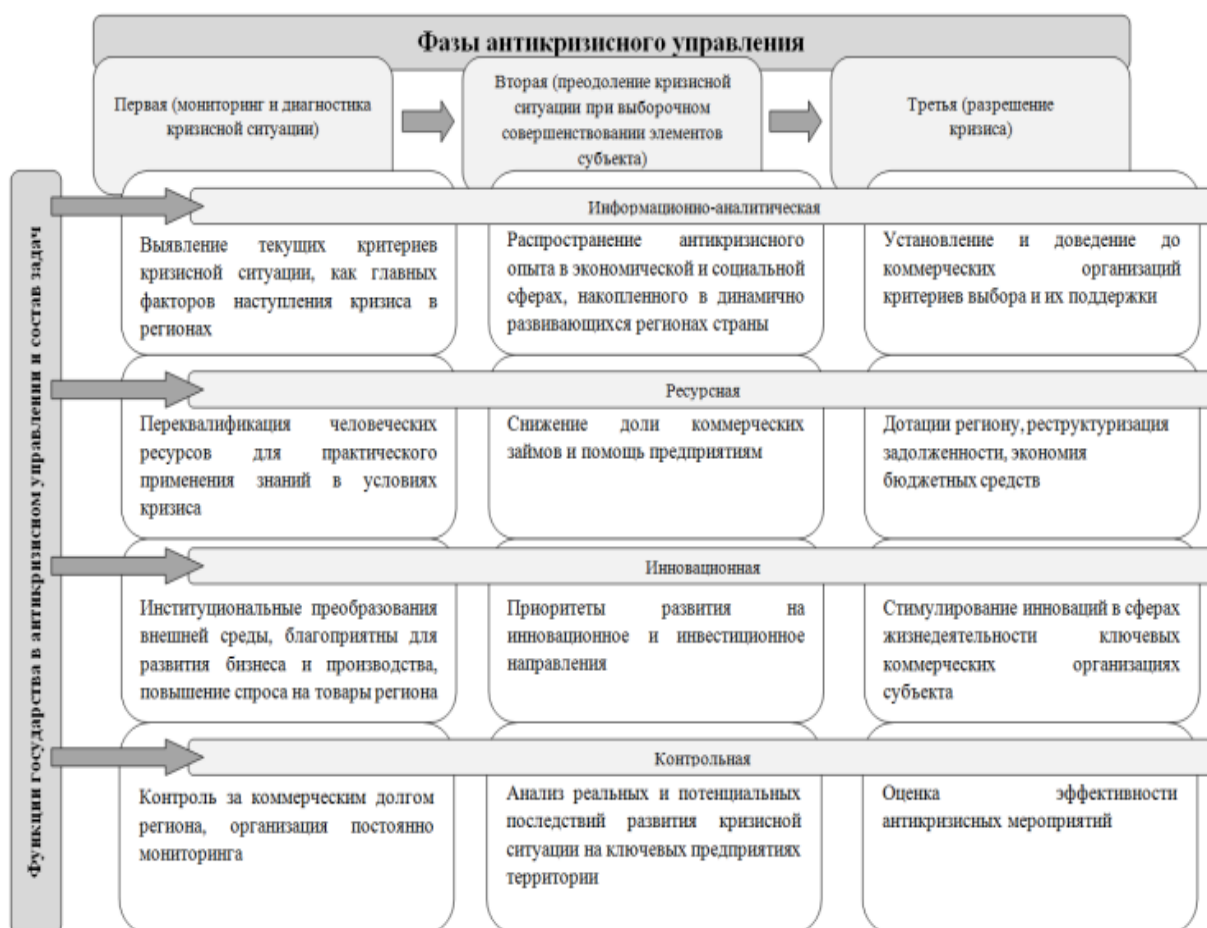 Фазы антикризисного управления
Первая (мониторинг и диагностика
кризисной ситуации)
Вторая (преодоление кризисной
ситуации при выборочном
совершенствовании элементов
субъекта)
Третья (разрешение
кризиса)
Функции государства в антикризисном управлении и состав задач
Информационно-аналитическая
Выявление текущих критериев
кризисной ситуации, как главных
факторов наступления кризиса в
регионах
Распространение антикризисного
опыта в экономической и социальной
сферах, накопленного в динамично
развивающихся регионах страны
Установление и доведение до
коммерческих организаций
критериев выбора и их поддержки
Ресурсная
Переквалификация человеческих
ресурсов для практического
применения знаний в условиях
кризиса
Снижение доли коммерческих
займов и помощь предприятиям
Дотации региону, реструктуризация
задолженности, экономия
бюджетных средств
Инновационная
Институциональные преобразования
внешней среды, благоприятны для
развития бизнеса и производства,
повышение спроса на товары региона
Приоритеты развития на
инновационное и инвестиционное
направления
Стимулирование инноваций в сферах
жизнедеятельности ключевых
коммерческих организациях
субъекта
Контрольная
Контроль за коммерческим долгом
региона, организация постоянно
мониторинга
Анализ реальных и потенциальных
последствий развития кризисной
ситуации на ключевых предприятиях
территории
Оценка эффективности
антикризисных мероприятий